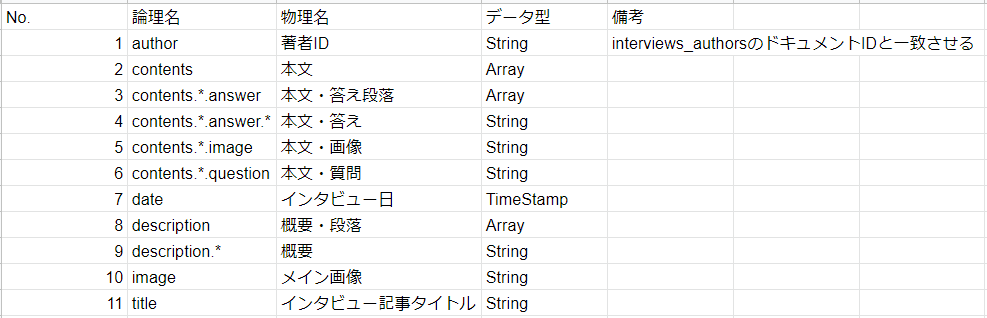 No. 論理名 物理名 データ型 備考
1 author 著者ID String interviews_authorsのドキュメントIDと一致させる
2 contents 本文 Array
3 contents.*.answer 本文・答え段落 Array
4 contents.*.answer.* 本文・答え String
5 contents.*.image 本文・画像 String
6 contents.*.question 本文・質問 String
7 date インタビュー日 TimeStamp
8 description 概要・段落 Array
9 description.* 概要 String
10 image メイン画像 String
11 title インタビュー記事タイトル String